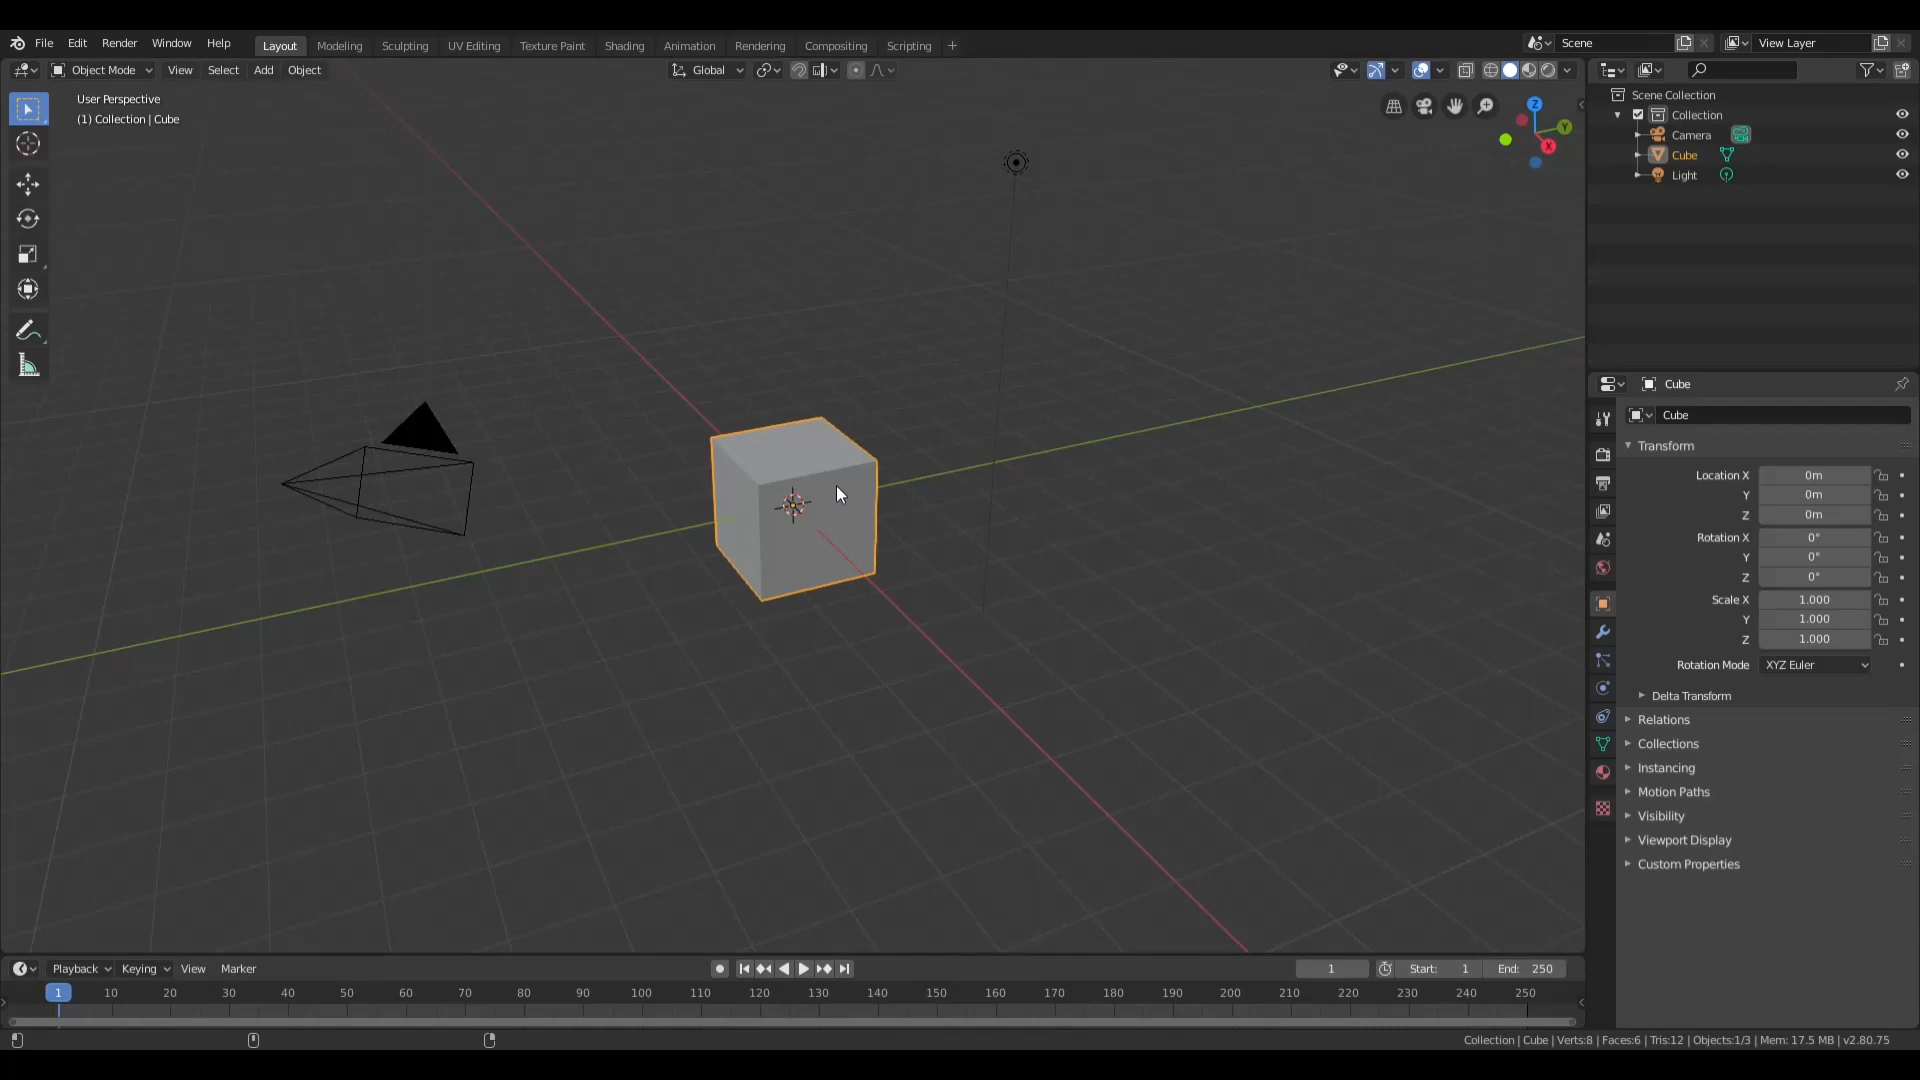 File Edit Render Window Help Layout Modeling Sculpting UV Editing Texture Paint Shading Animation Rendering Compositing Scripting + Scene View Layer
Object Mode View Select Add Object Global
User Perspective
(1) Collection | Cube
Z
Y
X
Scene Collection
Collection
Camera
Cube
Light
Cube
Cube
Transform
Location X 0m
Y 0m
Z 0m
Rotation X 0°
Y 0°
Z 0°
Scale X 1.000
Y 1.000
Z 1.000
Rotation Mode XYZ Euler
Delta Transform
Relations
Collections
Instancing
Motion Paths
Visibility
Viewport Display
Custom Properties
Playback Keying View Marker 1 Start: 1 End: 250
1 10 20 30 40 50 60 70 80 90 100 110 120 130 140 150 160 170 180 190 200 210 220 230 240 250
Collection | Cube | Verts:8 | Faces:6 | Tris:12 | Objects:1/3 | Mem: 17.5 MB | v2.80.75